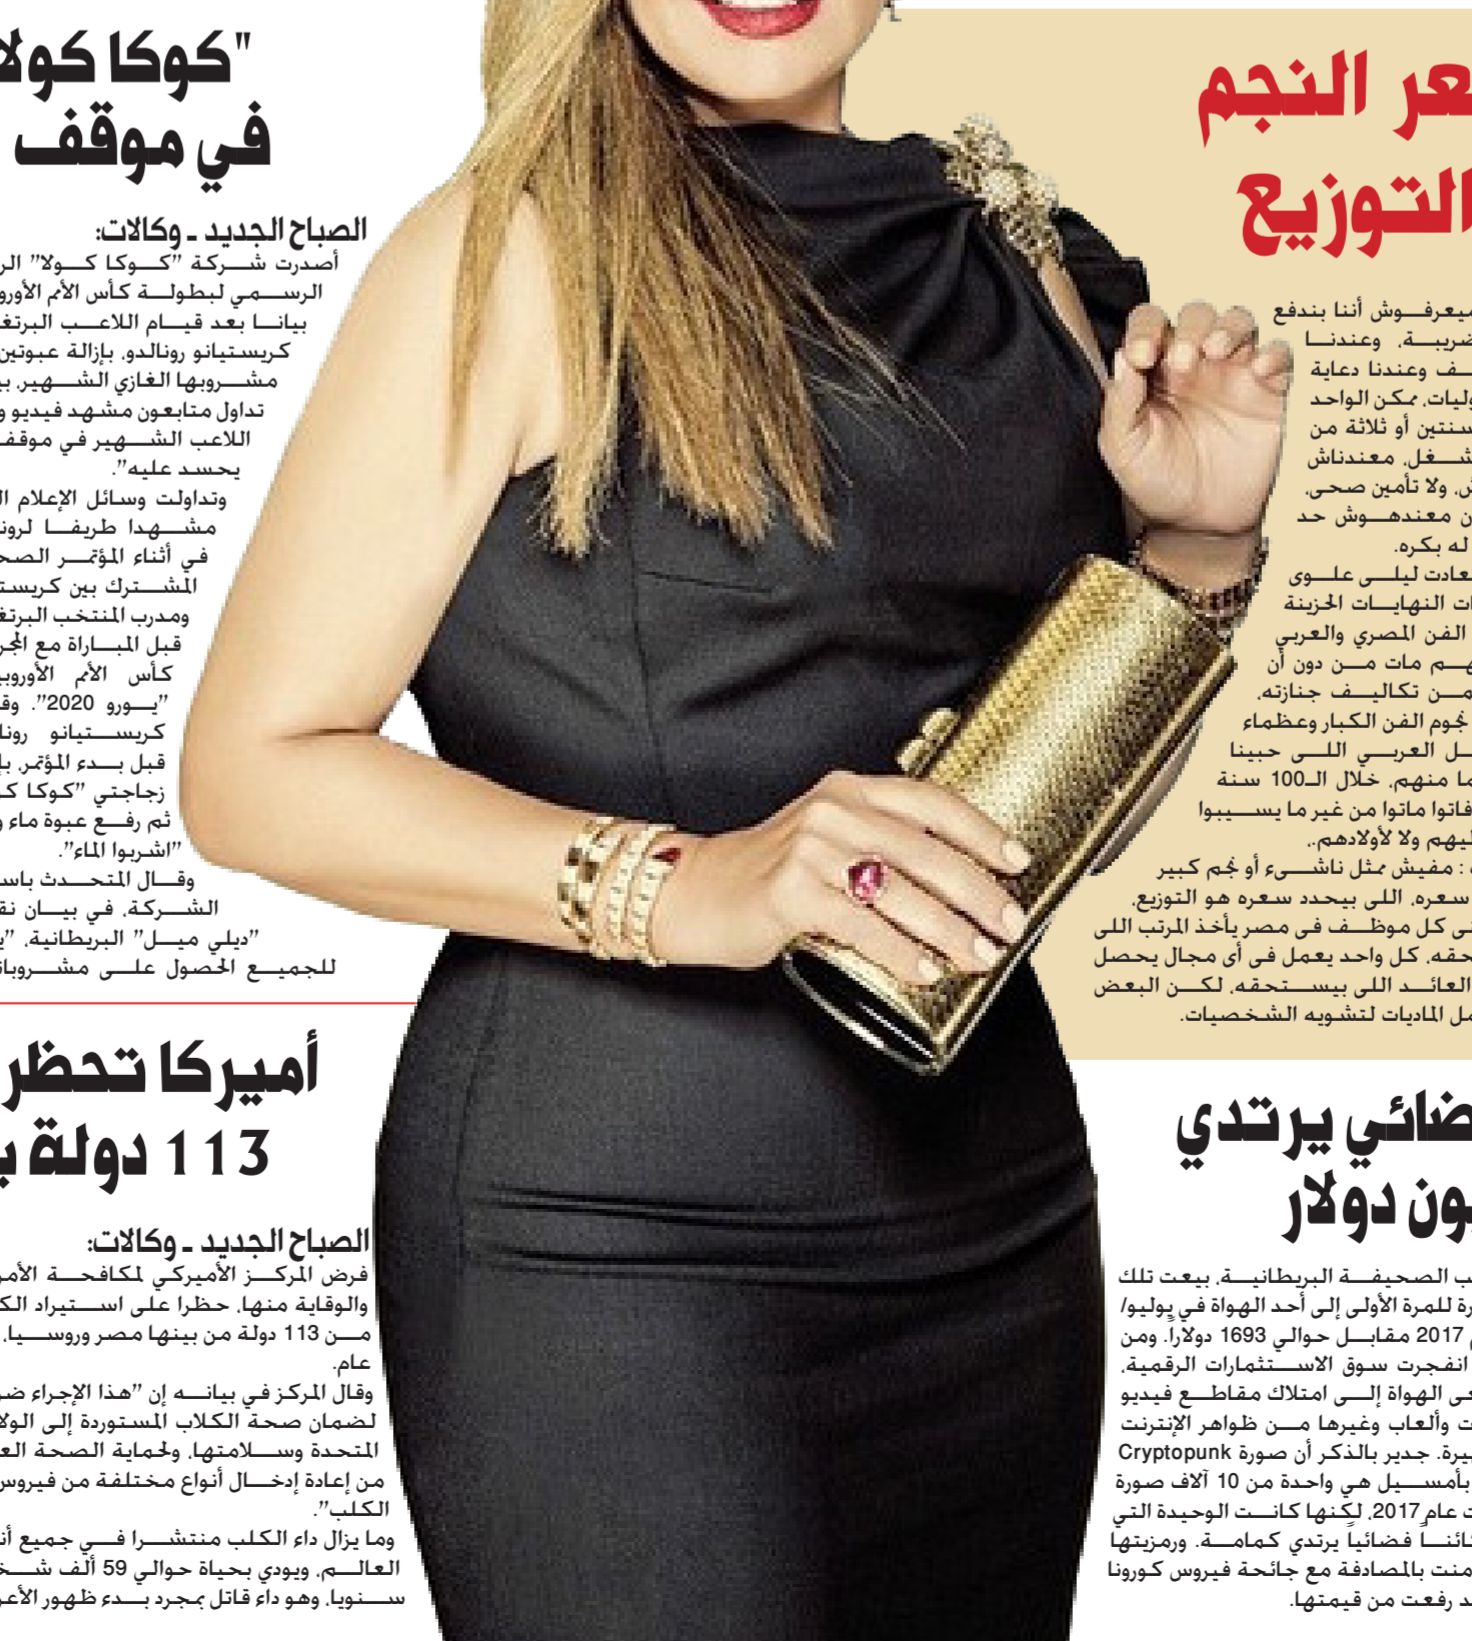 عر النجم
التوزيع
ميعرفوش أننا بندفع
ضريبة، وعندنا
ف وعندنا دعاية
وليات، ممكن الواحد
سنتين أو ثلاثة من
شغل، معندناش
ش، ولا تأمين صحى،
ن معندهوش حد
له بكره.
عادت ليلى علوى
ات النهايات الحزينة
الفن المصري والعربي
هم مات من دون أن
من تكاليف جنازته،
نجوم الفن الكبار وعظماء
ل العربي اللى حبينا
ما منهم، خلال الـ100 سنة
فاتوا ماتوا من غير ما يسيبوا
ليهم ولا لأولادهم.
: مفيش ممثل ناشىء أو نجم كبير
سعره، اللى بيحدد سعره هو التوزيع،
ى كل موظف فى مصر يأخذ المرتب اللى
حقه، كل واحد يعمل فى أى مجال يحصل
العائد اللى بيستحقه، لكن البعض
مل الماديات لتشويه الشخصيات.
ضائي يرتدي
ون دولار
ب الصحيفة البريطانية، بيعت تلك
رة للمرة الأولى إلى أحد الهواة في يوليو/
2017 مقابل حوالي 1693 دولاراً. ومن
انفجرت سوق الاستثمارات الرقمية،
عى الهواة إلى امتلاك مقاطع فيديو
ت وألعاب وغيرها من ظواهر الإنترنت
يرة. جدير بالذكر أن صورة Cryptopunk
بأمسيل هي واحدة من 10 آلاف صورة
ت عام 2017، لكنها كانت الوحيدة التي
كائناً فضائياً يرتدي كمامة. ورمزيتها
منت بالمصادفة مع جائحة فيروس كورونا
د رفعت من قيمتها.
"كوكا كولا
في موقف
الصباح الجديد ـ وكالات:
أصدرت شركة "كوكا كولا" الر
الرسمي لبطولة كأس الأمم الأورو
بيانا بعد قيام اللاعب البرتغ
كريستيانو رونالدو، بإزالة عبوتين
مشروبها الغازي الشهير، بي
تداول متابعون مشهد فيديو و
اللاعب الشهير في موقف
يحسد عليه".
وتداولت وسائل الإعلام ال
مشهدا طريفا لرون
في أثناء المؤتمر الصح
المشترك بين كريست
ومدرب المنتخب البرتغ
قبل المباراة مع المجر
كأس الأمم الأوروبي
"يورو 2020". وق
كريستيانو رونا
قبل بدء المؤتمر، بإ
زجاجتي "كوكا كو
ثم رفع عبوة ماء و
"اشربوا الماء".
وقال المتحدث باس
الشركة، في بيان نق
"ديلي ميل" البريطانية، "ي
للجميع الحصول على مشروبات
أميركا تحظر
113 دولة ب
الصباح الجديد ـ وكالات:
فرض المركز الأميركي لمكافحة الأمر
والوقاية منها، حظرا على استيراد الك
من 113 دولة من بينها مصر وروسيا،
عام.
وقال المركز في بيانه إن "هذا الإجراء ضر
لضمان صحة الكلاب المستوردة إلى الولا
المتحدة وسلامتها، ولحماية الصحة الع
من إعادة إدخال أنواع مختلفة من فيروس
الكلب".
وما يزال داء الكلب منتشرا في جميع أن
العالم، ويودي بحياة حوالي 59 ألف شخ
سنويا، وهو داء قاتل بمجرد بدء ظهور الأعر